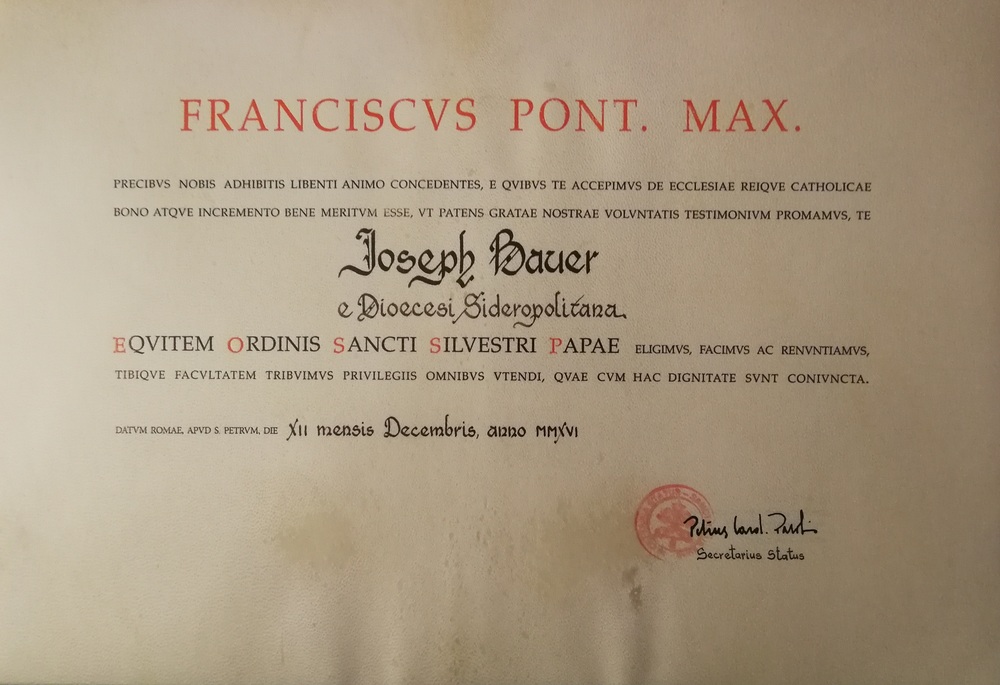 FRANCISCVS PONT. MAX.
PRECIBVS NOBIS ADHIBITIS LIBENTI ANIMO CONCEDENTES, E QVIBVS TE ACCEPIMVS DE ECCLESIAE REIQVE CATHOLICAE
BONO ATQVE INCREMENTO BENE MERITVM ESSE, VT PATENS GRATAE NOSTRAE VOLVNTATIS TESTIMONIVM PROMAMVS, TE
Joseph Bauer
e Dioecesi Sideropolitana
EQVITEM ORDINIS SANCTI SILVESTRI PAPAE ELIGIMVS, FACIMVS AC RENVNTIAMVS,
TIBIQVE FACVLTATEM TRIBVIMVS PRIVILEGIIS OMNIBVS VTENDI, QVAE CVM HAC DIGNITATE SVNT CONIVNCTA.
DATVM ROMAE, APVD S. PETRVM, DIE XII mensis Decembris, anno MMXVI
Petrus Card. Parolin
Secretarius Status